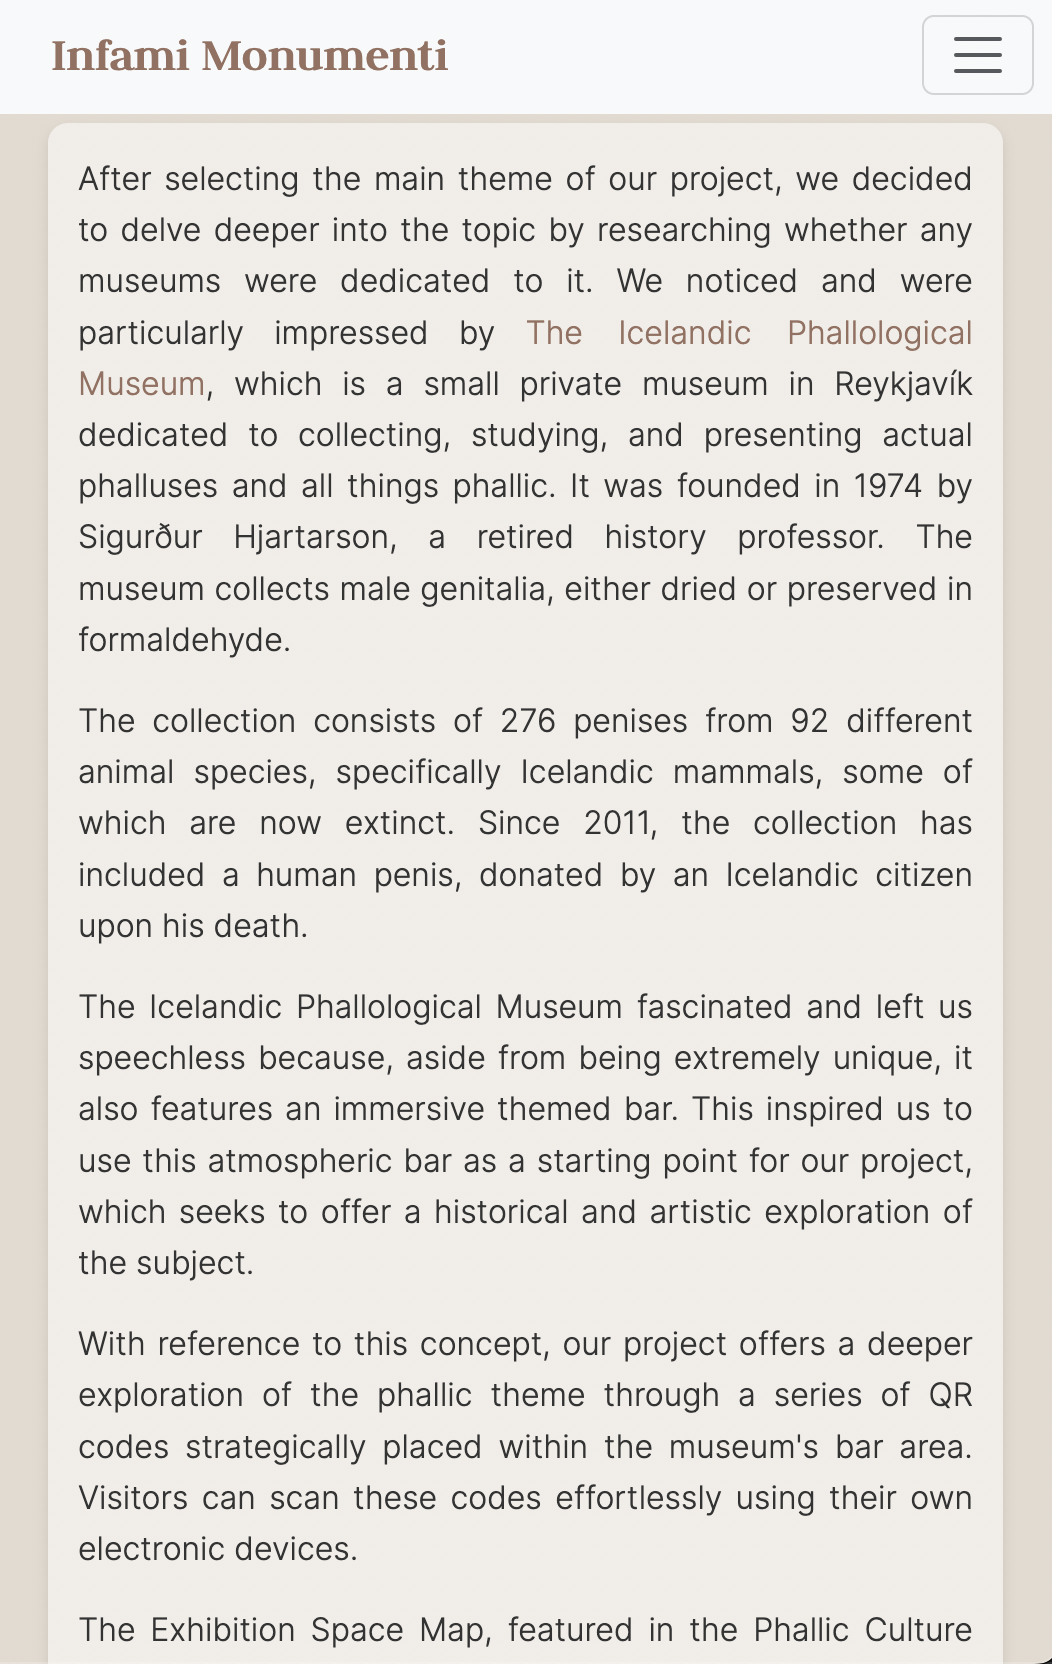 Infami Monumenti
After selecting the main theme of our project, we decided
to delve deeper into the topic by researching whether any
museums were dedicated to it. We noticed and were
particularly impressed by The Icelandic Phallological
Museum, which is a small private museum in Reykjavík
dedicated to collecting, studying, and presenting actual
phalluses and all things phallic. It was founded in 1974 by
Sigurður Hjartarson, a retired history professor. The
museum collects male genitalia, either dried or preserved in
formaldehyde.
The collection consists of 276 penises from 92 different
animal species, specifically Icelandic mammals, some of
which are now extinct. Since 2011, the collection has
included a human penis, donated by an Icelandic citizen
upon his death.
The Icelandic Phallological Museum fascinated and left us
speechless because, aside from being extremely unique, it
also features an immersive themed bar. This inspired us to
use this atmospheric bar as a starting point for our project,
which seeks to offer a historical and artistic exploration of
the subject.
With reference to this concept, our project offers a deeper
exploration of the phallic theme through a series of QR
codes strategically placed within the museum's bar area.
Visitors can scan these codes effortlessly using their own
electronic devices.
The Exhibition Space Map, featured in the Phallic Culture